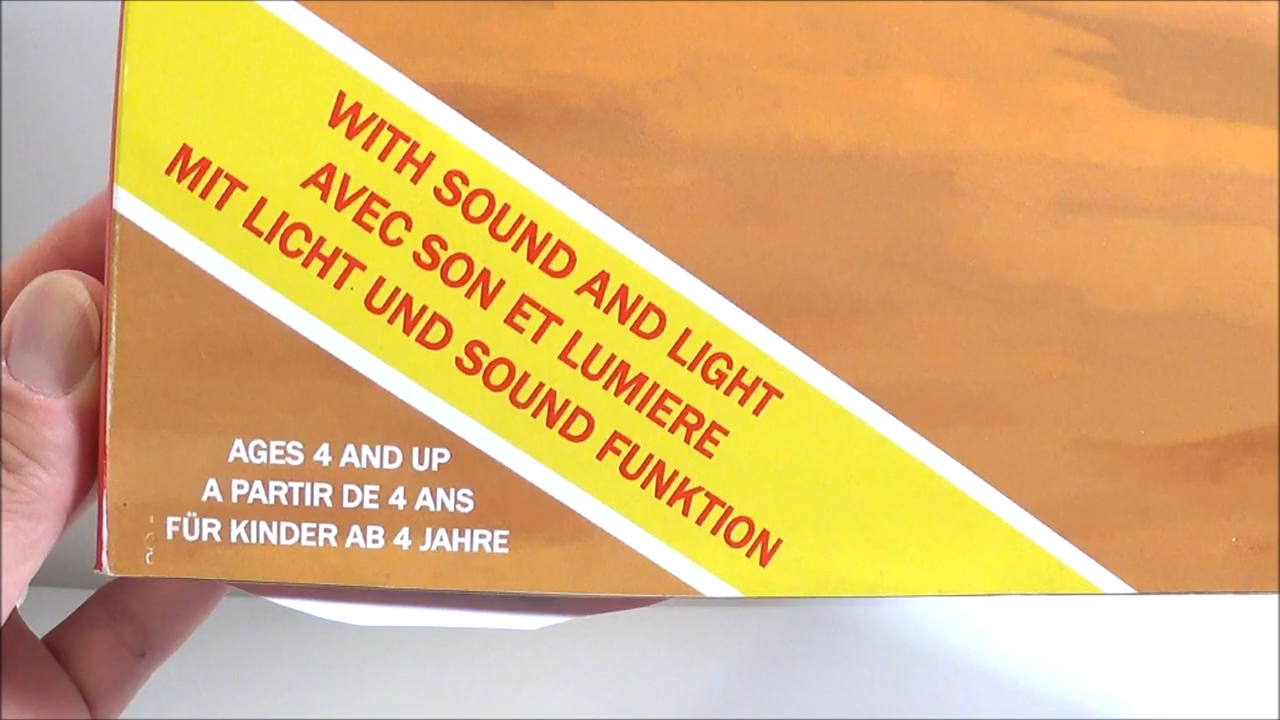 WITH SOUND AND LIGHT
AVEC SON ET LUMIERE
MIT LICHT UND SOUND FUNKTION
AGES 4 AND UP
A PARTIR DE 4 ANS
FÜR KINDER AB 4 JAHRE